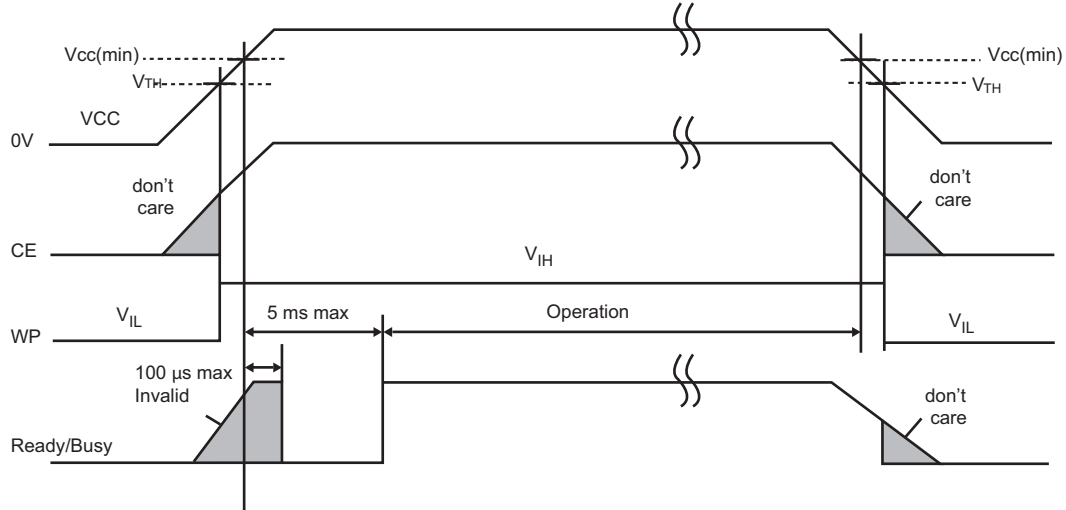 Vcc(min)
VTH
VCC
0V
Vcc(min)
VTH
don't
care
don't
care
CE
VIH
VIL
5 ms max
Operation
VIL
WP
100 µs max
Invalid
don't
care
Ready/Busy